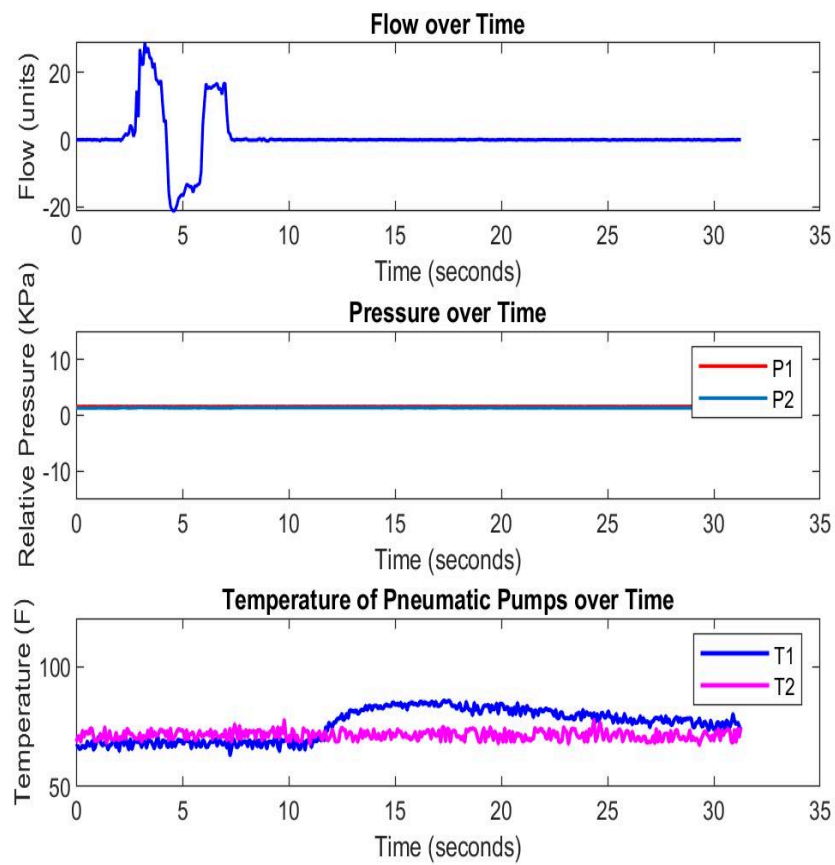 Flow over Time
Flow (units)
20
0
-20
0 5 10 15 20 25 30 35
Time (seconds)
Pressure over Time
Relative Pressure (KPa)
10
0
-10
P1
P2
0 5 10 15 20 25 30 35
Time (seconds)
Temperature of Pneumatic Pumps over Time
Temperature (F)
100
50
T1
T2
0 5 10 15 20 25 30 35
Time (seconds)